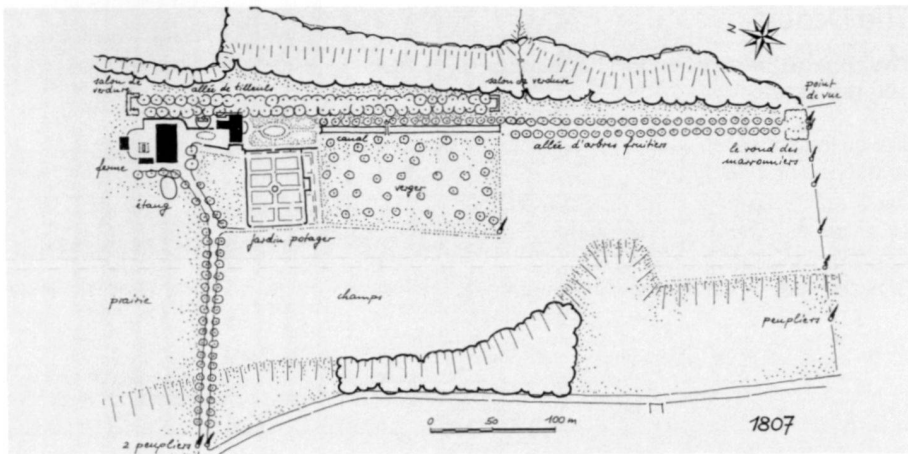 N
salon de
verdure
allée de tilleuls
salon de verdure
point
de vue
ferme
canal
allée d'arbres fruitiers
le rond des
marronniers
étang
verger
jardin potager
prairie
champs
peupliers
2 peupliers
0 50 100 m
1807